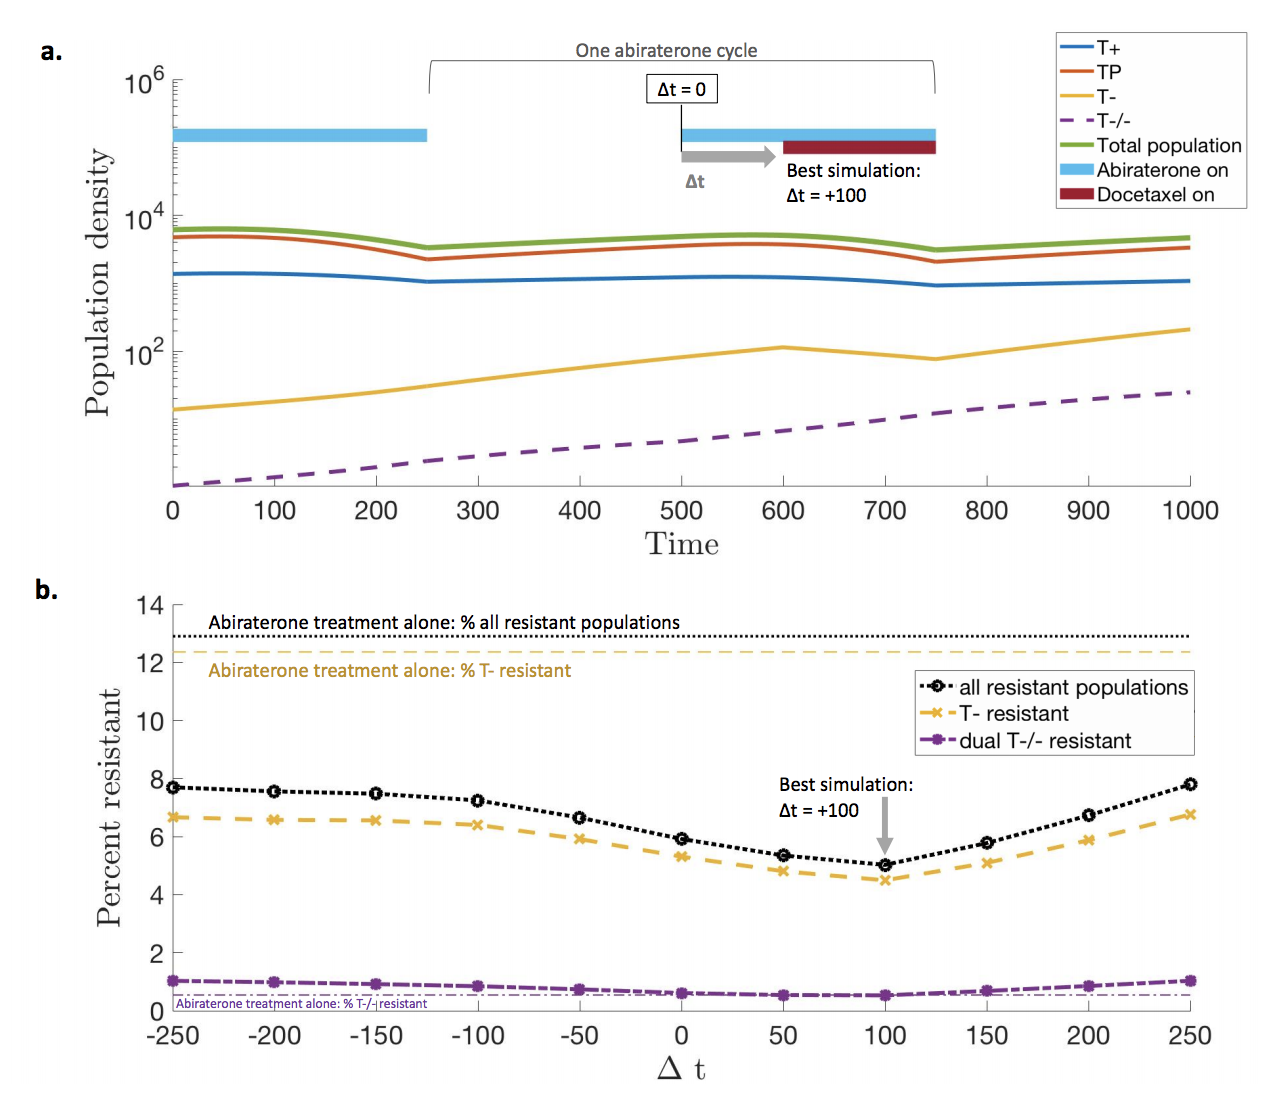 a.
One abiraterone cycle
Δt = 0
Δt
Best simulation:
Δt = +100
T+
TP
T-
T-/-
Total population
Abiraterone on
Docetaxel on
Population density
10^6
10^4
10^2
0 100 200 300 400 500 600 700 800 900 1000
Time
b.
Percent resistant
14
12
10
8
6
4
2
0
Abiraterone treatment alone: % all resistant populations
Abiraterone treatment alone: % T- resistant
all resistant populations
T- resistant
dual T-/- resistant
Best simulation:
Δt = +100
Abiraterone treatment alone: % T-/- resistant
-250 -200 -150 -100 -50 0 50 100 150 200 250
Δ t